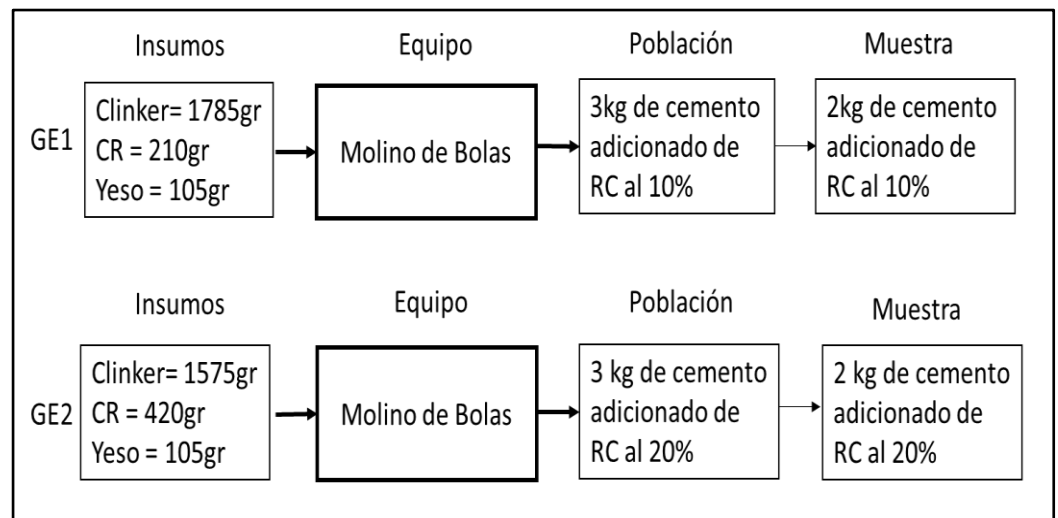 Insumos
Equipo
Población
Muestra
GE1
Clinker= 1785gr
CR = 210gr
Yeso = 105gr
Molino de Bolas
3kg de cemento
adicionado de
RC al 10%
2kg de cemento
adicionado de
RC al 10%
Insumos
Equipo
Población
Muestra
GE2
Clinker= 1575gr
CR = 420gr
Yeso = 105gr
Molino de Bolas
3 kg de cemento
adicionado de
RC al 20%
2 kg de cemento
adicionado de
RC al 20%